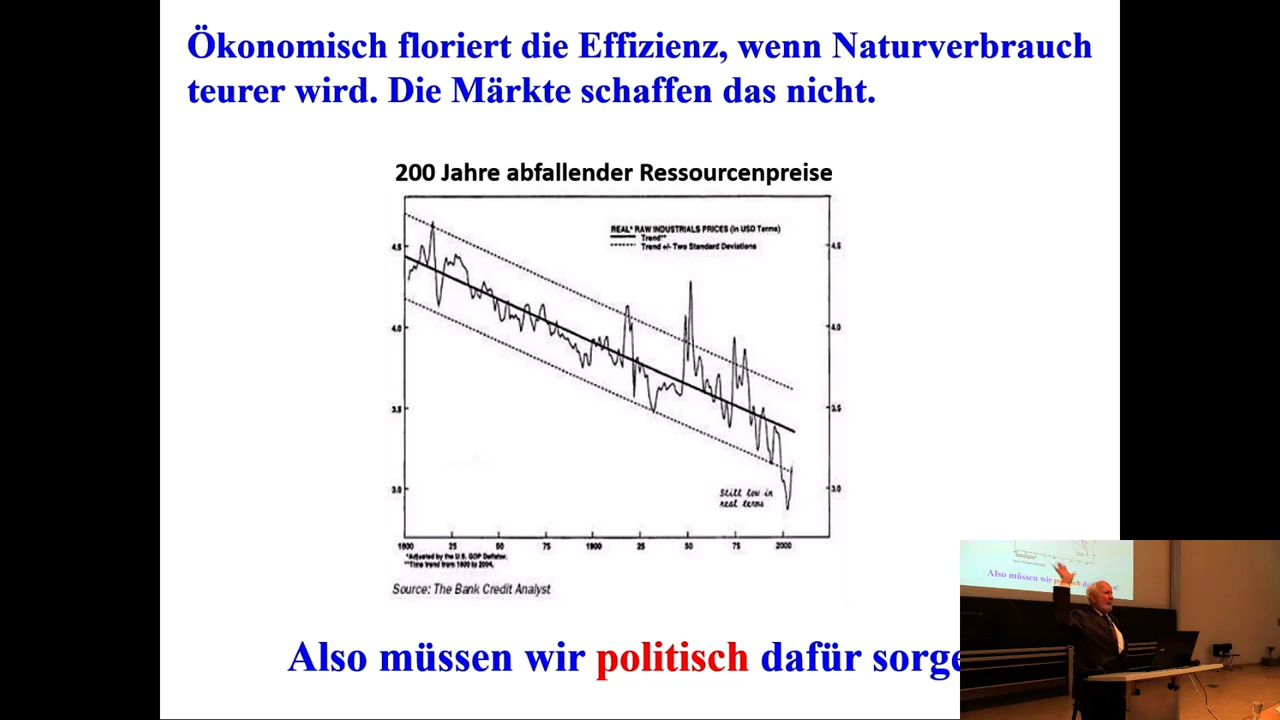 Ökonomisch floriert die Effizienz, wenn Naturverbrauch
teurer wird. Die Märkte schaffen das nicht.
200 Jahre abfallender Ressourcenpreise
REAL* RAW INDUSTRIALS PRICES (in USD Terms)
Trend**
Trend +/- Two Standard Deviations
4.5 4.5
4.0 4.0
3.5 3.5
3.0 3.0
Still low in
real terms
1800 25 50 75 1900 25 50 75 2000
*Adjusted by the U.S. GDP Deflator.
**Time trend from 1800 to 2004.
Source: The Bank Credit Analyst
Also müssen wir politisch dafür sorge
Also müssen wir politisch